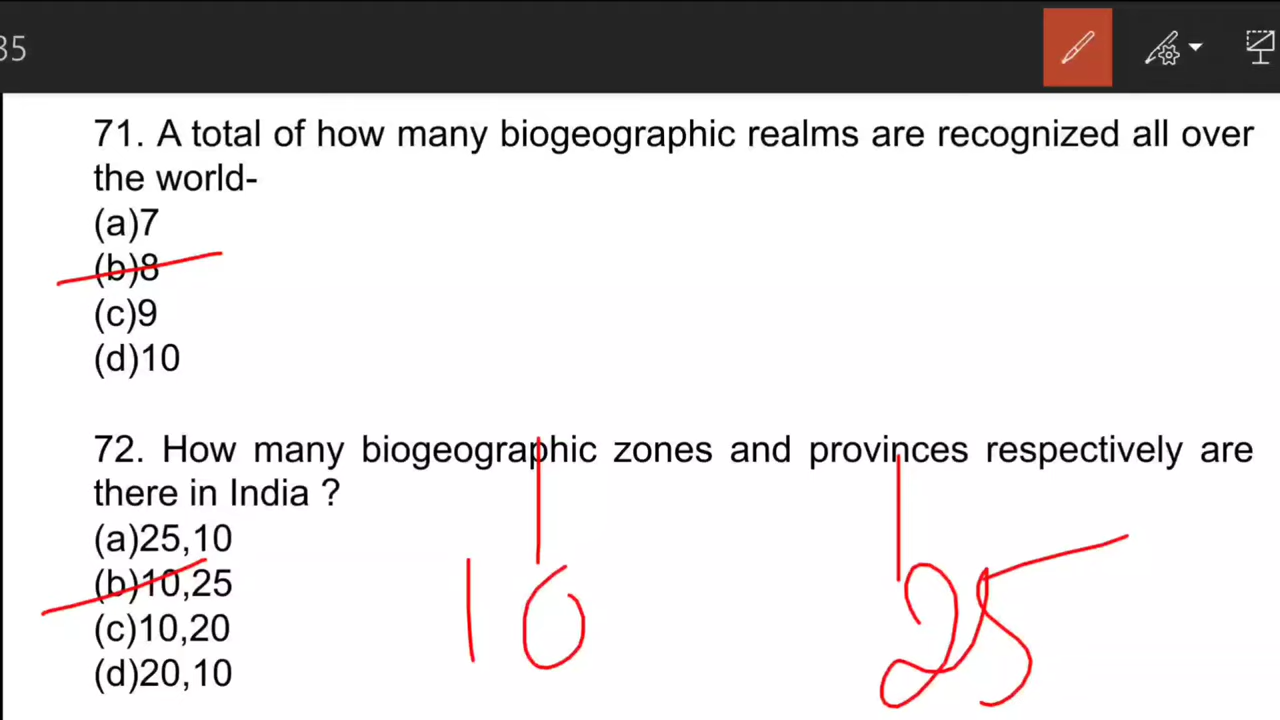 35
71. A total of how many biogeographic realms are recognized all over
the world-
(a)7
(b)8
(c)9
(d)10
72. How many biogeographic zones and provinces respectively are
there in India ?
(a)25,10
(b)10,25
(c)10,20
(d)20,10
10 25